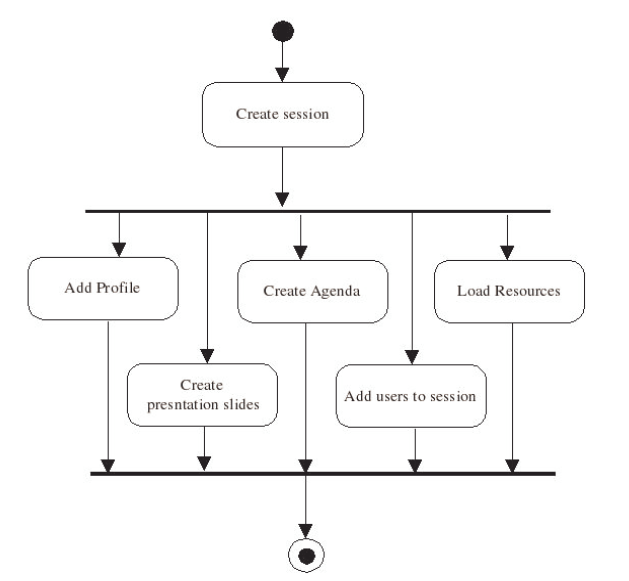 Create session
Add Profile
Create Agenda
Load Resources
Create
presntation slides
Add users to session